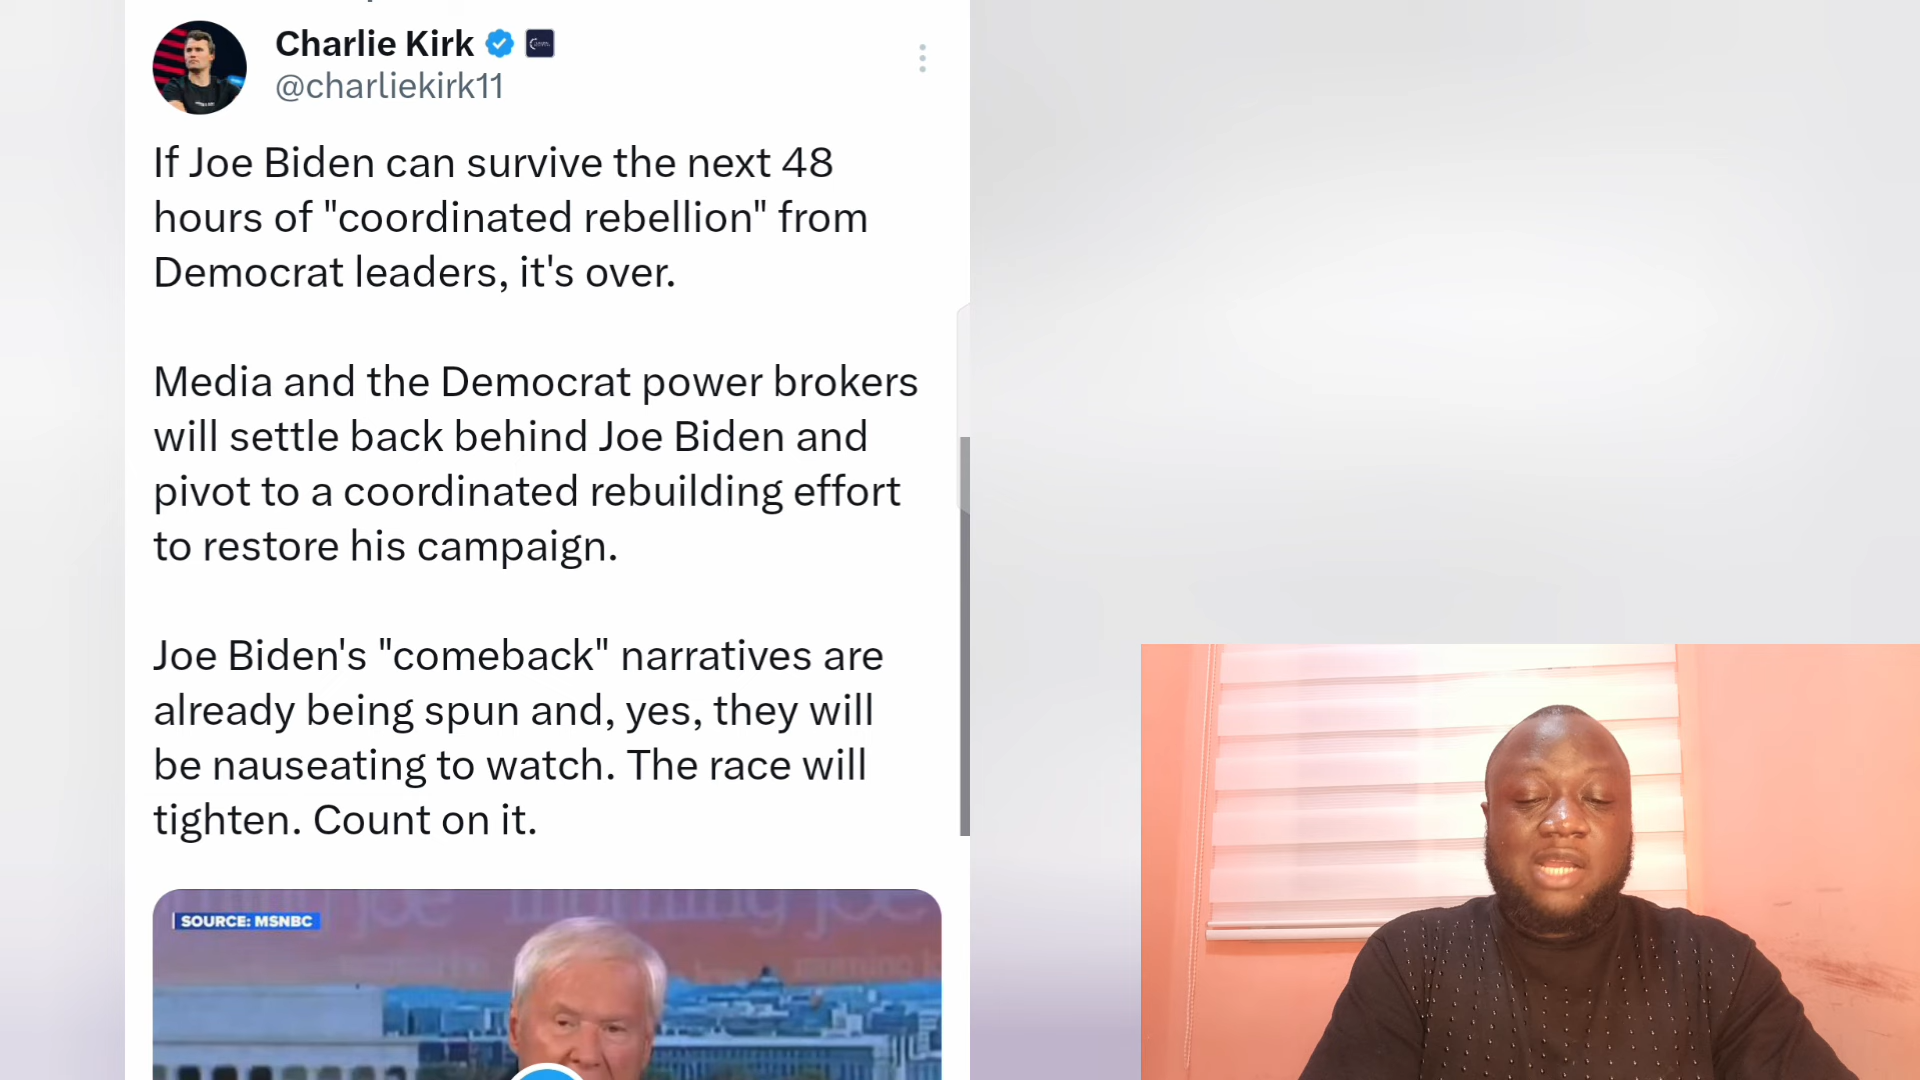 Charlie Kirk
@charliekirk11
If Joe Biden can survive the next 48
hours of "coordinated rebellion" from
Democrat leaders, it's over.
Media and the Democrat power brokers
will settle back behind Joe Biden and
pivot to a coordinated rebuilding effort
to restore his campaign.
Joe Biden's "comeback" narratives are
already being spun and, yes, they will
be nauseating to watch. The race will
tighten. Count on it.
SOURCE: MSNBC
morning joe